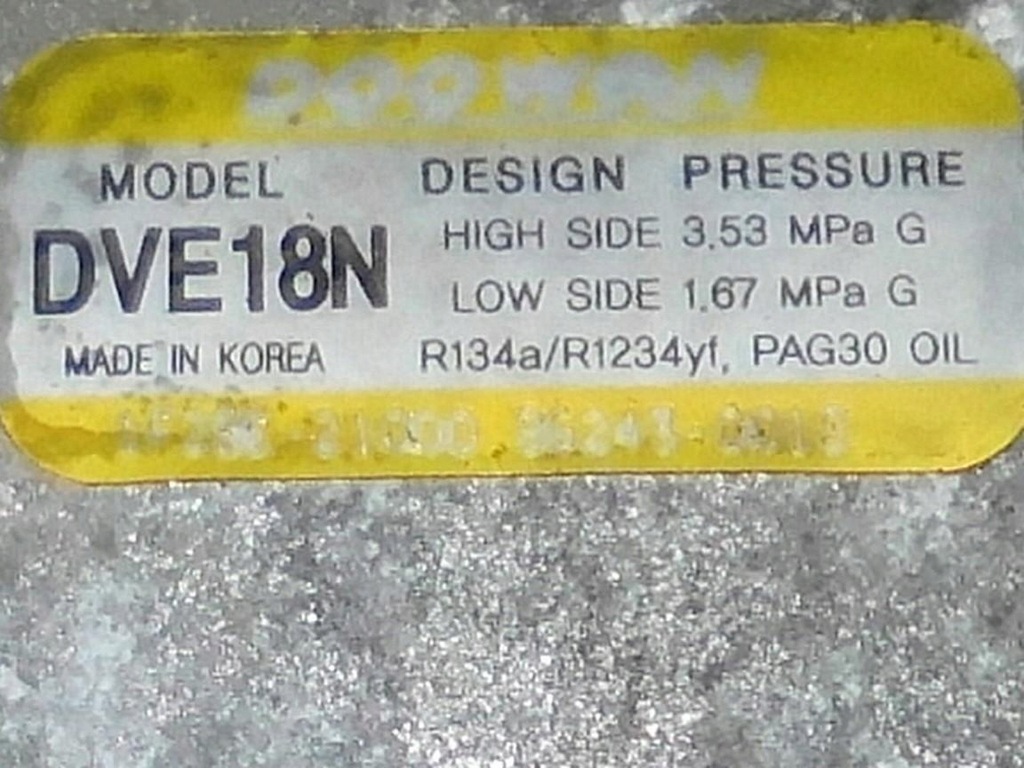 DOOWON
MODEL DESIGN PRESSURE
DVE18N HIGH SIDE 3.53 MPa G
LOW SIDE 1.67 MPa G
MADE IN KOREA R134a/R1234yf, PAG30 OIL